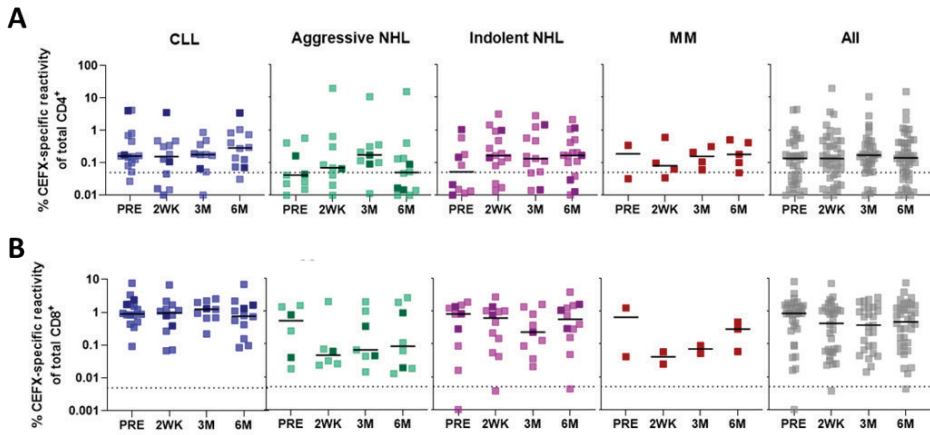 A
CLL
Aggressive NHL
Indolent NHL
MM
All
% CEFX-specific reactivity
of total CD4+
100
10
1
0.1
0.01
PRE 2WK 3M 6M
PRE 2WK 3M 6M
PRE 2WK 3M 6M
PRE 2WK 3M 6M
PRE 2WK 3M 6M
B
% CEFX-specific reactivity
of total CD8+
10
1
0.1
0.01
0.001
PRE 2WK 3M 6M
PRE 2WK 3M 6M
PRE 2WK 3M 6M
PRE 2WK 3M 6M
PRE 2WK 3M 6M